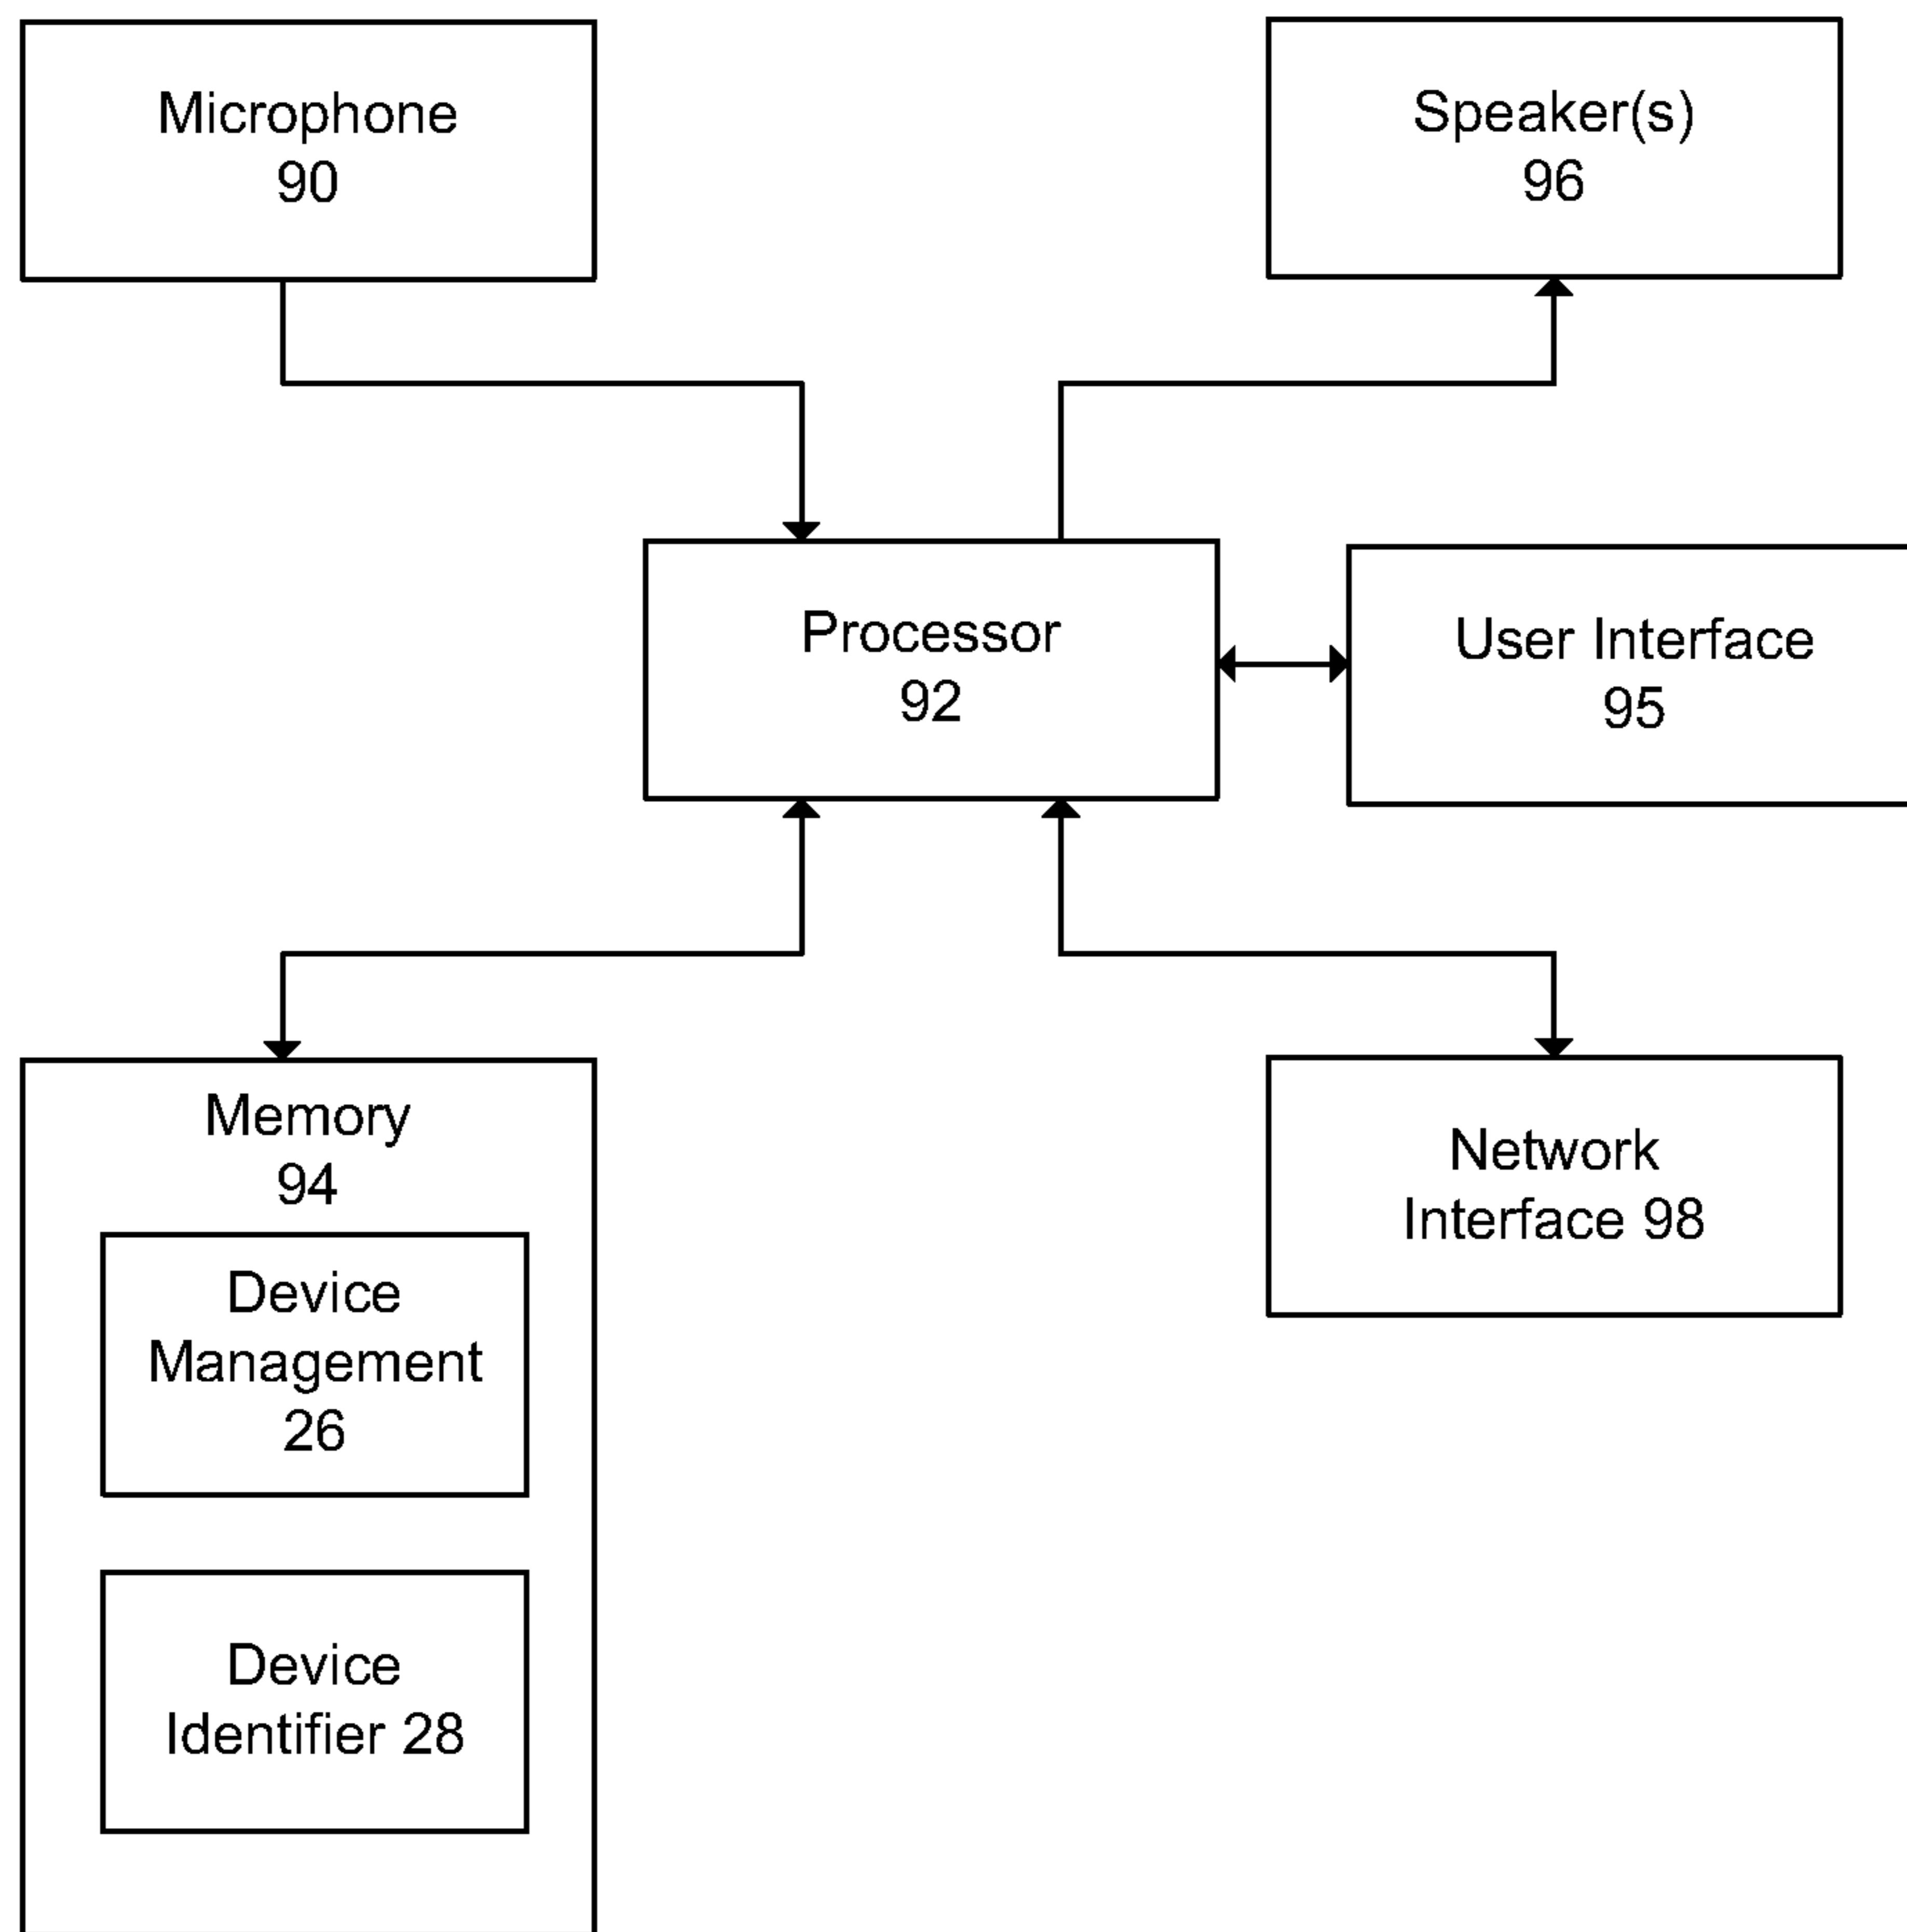 Microphone
90
Speaker(s)
96
Processor
92
User Interface
95
Memory
94
Device
Management
26
Device
Identifier 28
Network
Interface 98